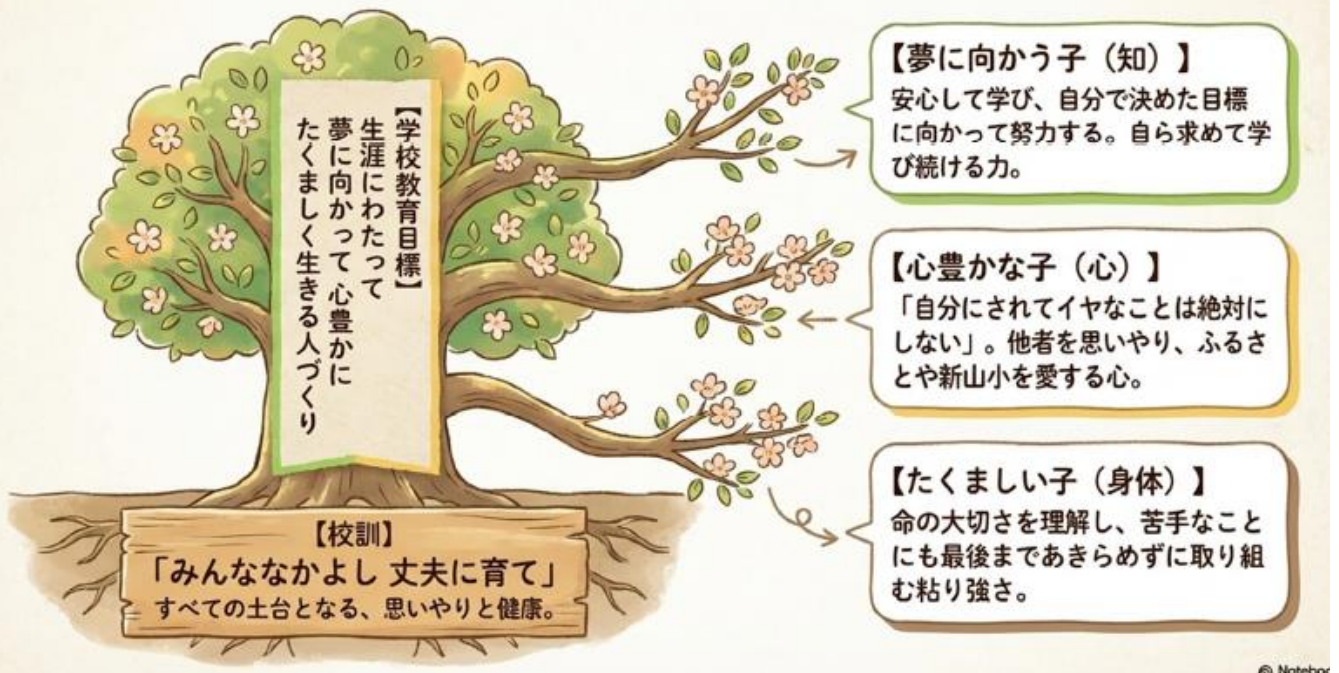 【学校教育目標】
生涯にわたって
夢に向かって 心豊かに
たくましく生きる人づくり
【校訓】
「みんななかよし 丈夫に育て」
すべての土台となる、思いやりと健康。
【夢に向かう子(知)】
安心して学び、自分で決めた目標
に向かって努力する。自ら求めて学
び続ける力。
【心豊かな子(心)】
「自分にされてイヤなことは絶対に
しない」。他者を思いやり、ふるさ
とや新山小を愛する心。
【たくましい子(身体)】
命の大切さを理解し、苦手なこと
にも最後まであきらめずに取り組
む粘り強さ。